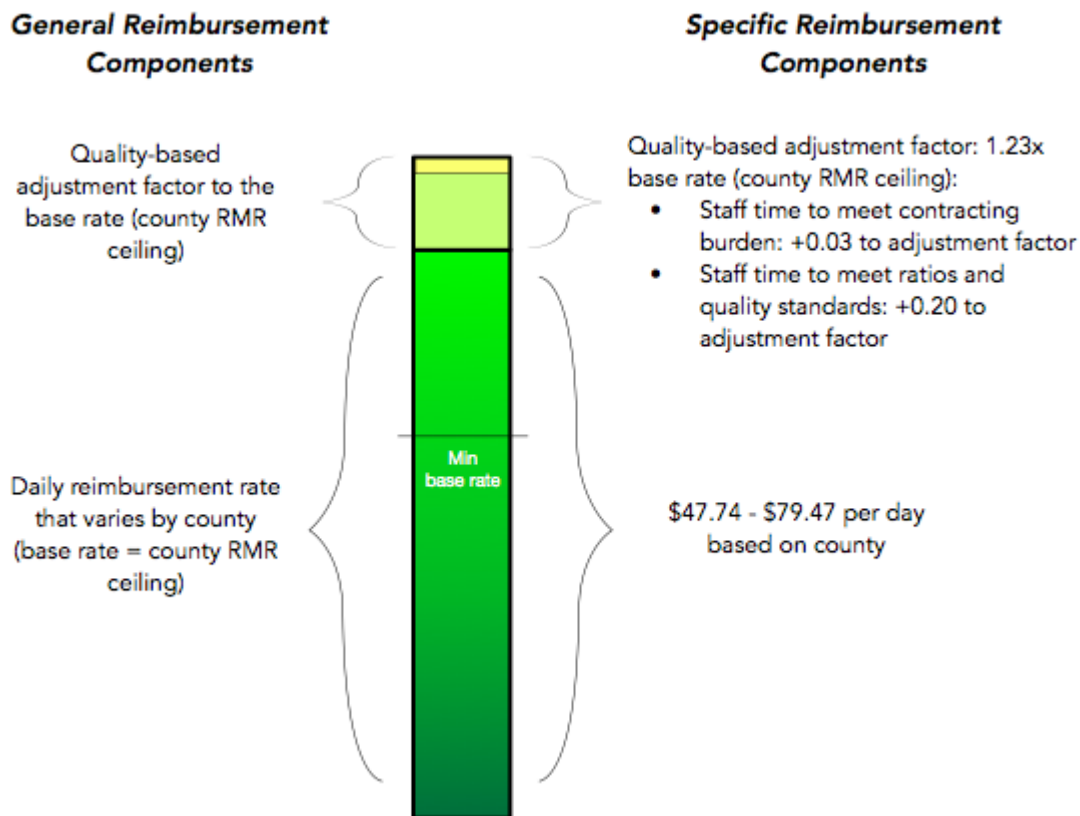 General Reimbursement
Components
Specific Reimbursement
Components
Quality-based
adjustment factor to the
base rate (county RMR
ceiling)
Quality-based adjustment factor: 1.23x
base rate (county RMR ceiling):
• Staff time to meet contracting
burden: +0.03 to adjustment factor
• Staff time to meet ratios and
quality standards: +0.20 to
adjustment factor
Min
base rate
Daily reimbursement rate
that varies by county
(base rate = county RMR
ceiling)
$47.74 - $79.47 per day
based on county